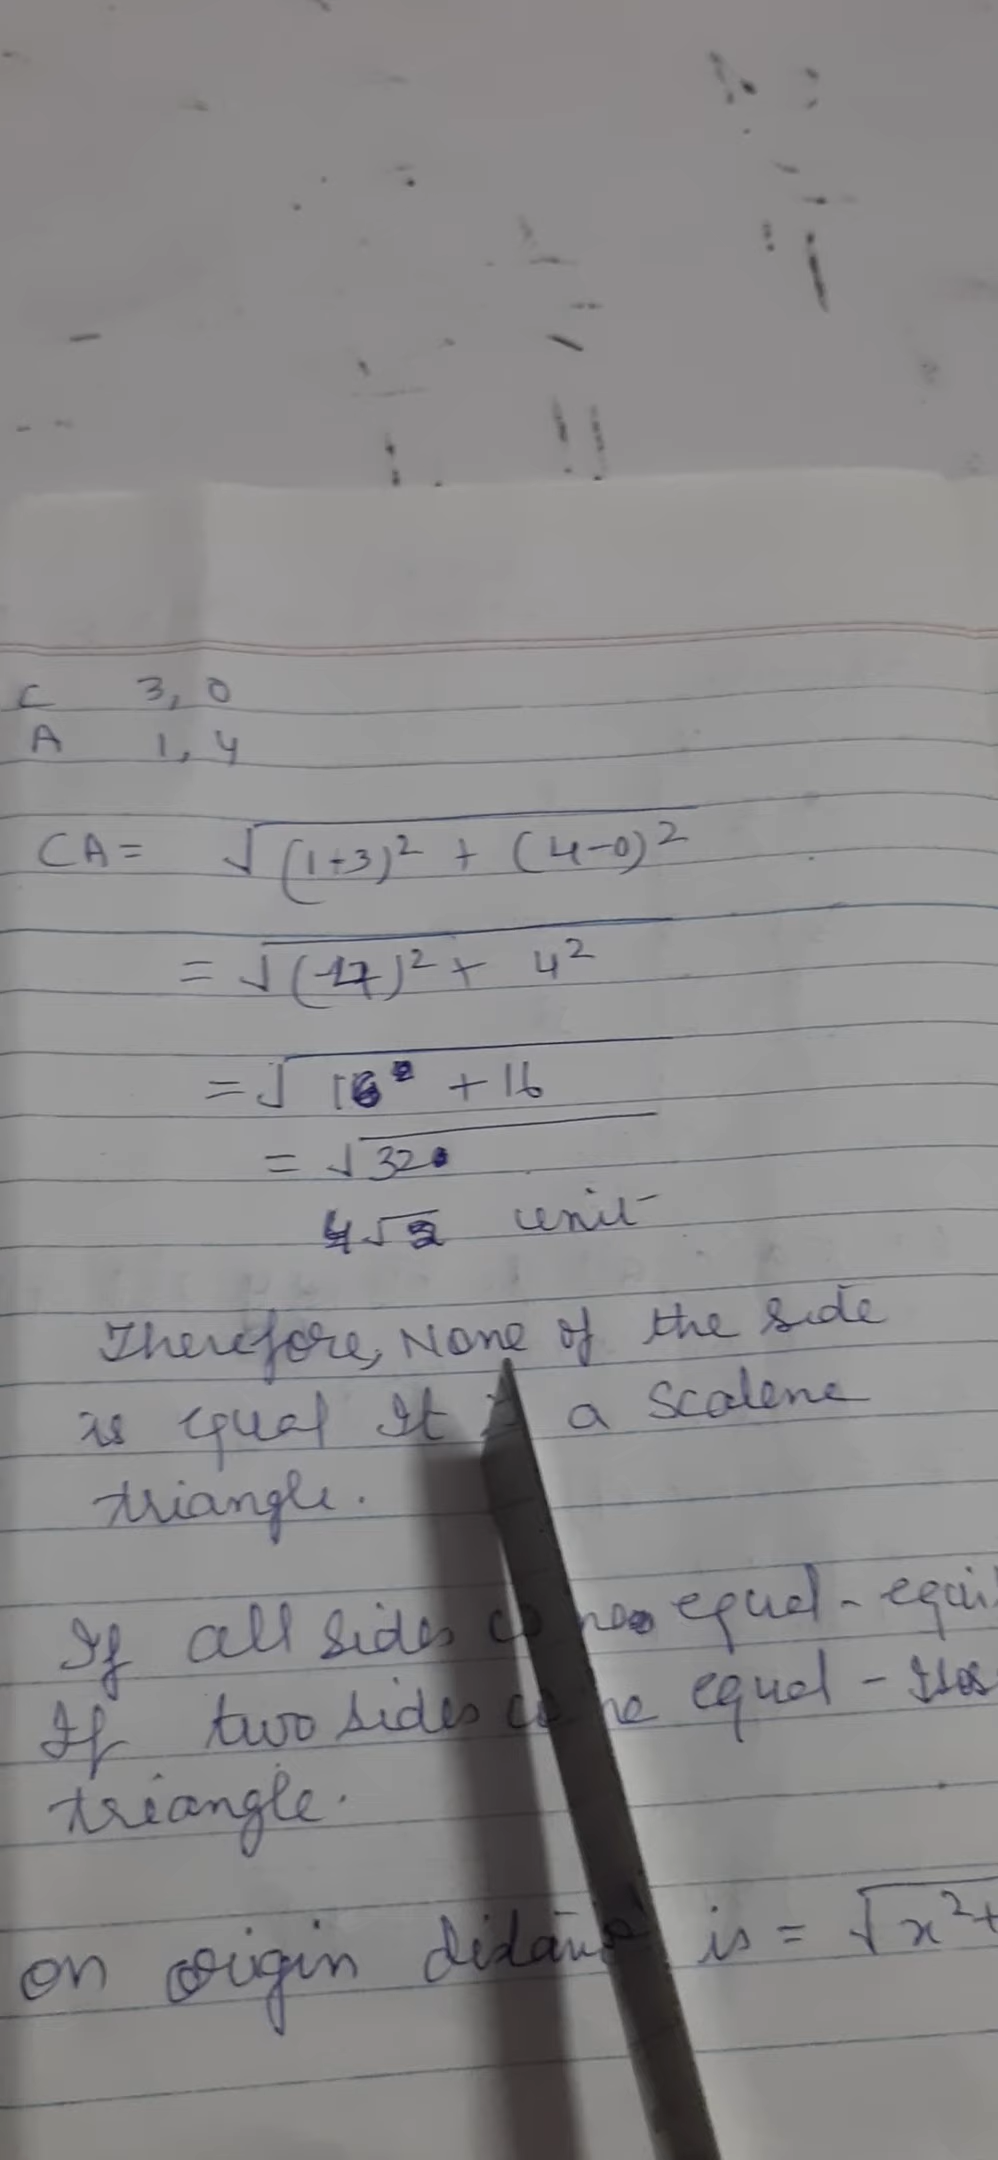 C 3, 0
A 1, 4
CA = √(1+3)² + (4-0)²
= √( )² + 4²
= √16 + 16
= √32
4√2 unit
Therefore, None of the side
is equal It a scalene
triangle.
If all sides equal - equi
If two sides equal -
triangle.
on origin is = √x²+